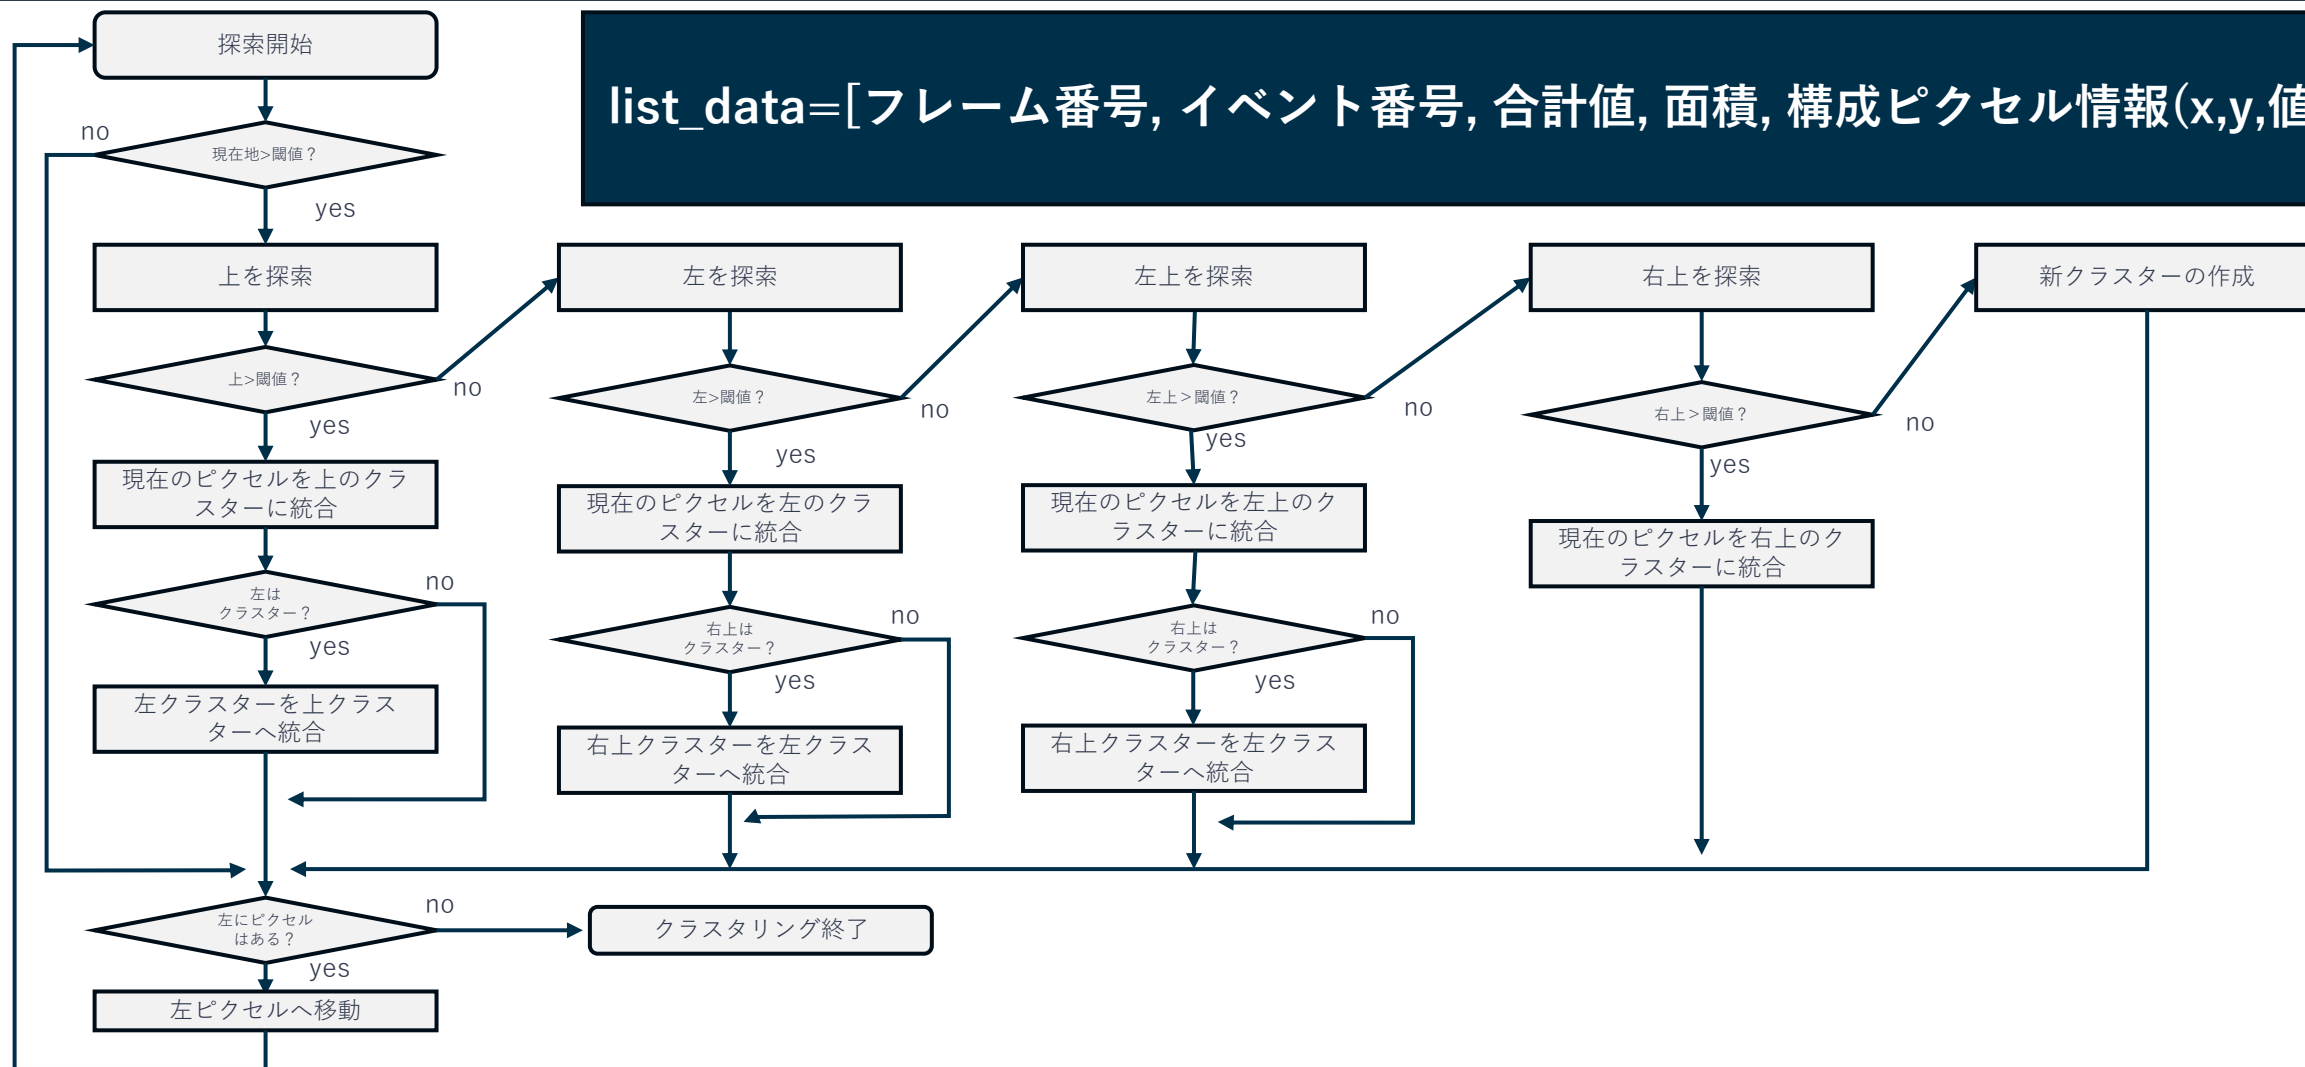 探索開始
list_data=[フレーム番号, イベント番号, 合計値, 面積, 構成ピクセル情報(x,y,値
no
現在地>閾値？
yes
上を探索
左を探索
左上を探索
右上を探索
新クラスターの作成
上>閾値？
no
左>閾値？
no
左上＞閾値？
no
右上＞閾値？
no
yes
yes
yes
yes
現在のピクセルを上のクラ
スターに統合
現在のピクセルを左のクラ
スターに統合
現在のピクセルを左上のク
ラスターに統合
現在のピクセルを右上のク
ラスターに統合
左は
クラスター？
no
右上は
クラスター？
no
右上は
クラスター？
no
yes
yes
yes
左クラスターを上クラス
ターへ統合
右上クラスターを左クラス
ターへ統合
右上クラスターを左クラス
ターへ統合
左にピクセル
はある？
no
クラスタリング終了
yes
左ピクセルへ移動